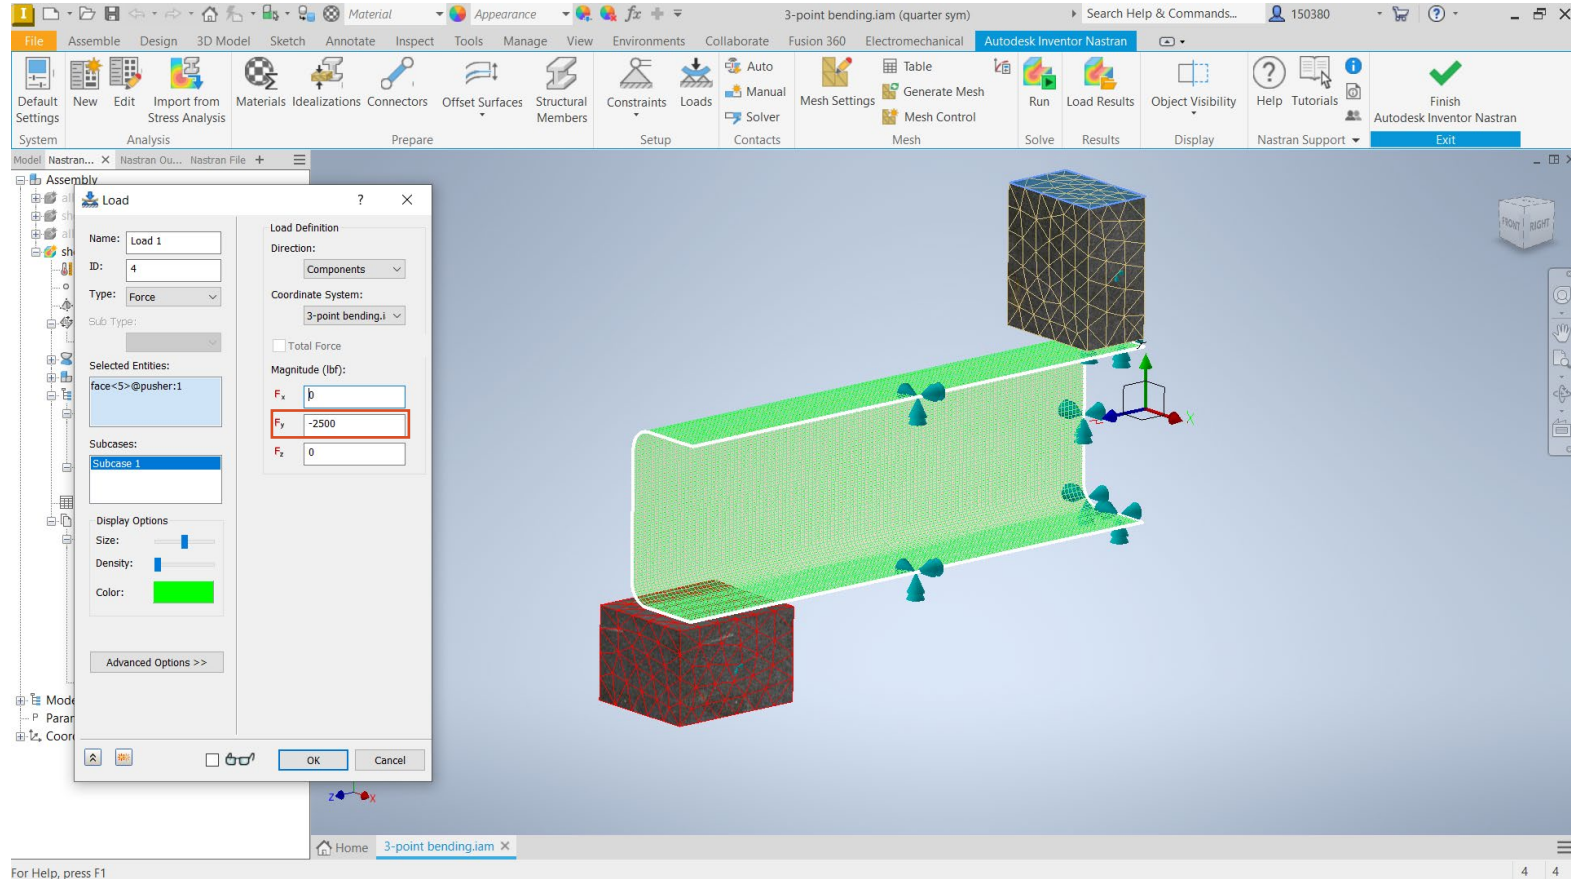 Material
Appearance
fx
3-point bending.iam (quarter sym)
Search Help & Commands...
150380
File Assemble Design 3D Model Sketch Annotate Inspect Tools Manage View Environments Collaborate Fusion 360 Electromechanical Autodesk Inventor Nastran
Default Settings
New
Edit
Import from Stress Analysis
Materials
Idealizations
Connectors
Offset Surfaces
Structural Members
Constraints
Loads
Auto
Manual
Solver
Mesh Settings
Table
Generate Mesh
Mesh Control
Run
Load Results
Object Visibility
Help
Tutorials
Finish
Autodesk Inventor Nastran
System Analysis Prepare Setup Contacts Mesh Solve Results Display Nastran Support Exit
Model Nastran... Nastran Ou... Nastran File +
Assembly
Load
Name: Load 1
ID: 4
Type: Force
Sub Type:
Selected Entities:
face<5>@pusher:1
Subcases:
Subcase 1
Display Options
Size:
Density:
Color:
Advanced Options >>
Load Definition
Direction:
Components
Coordinate System:
3-point bending.i
Total Force
Magnitude (lbf):
Fx 0
Fy -2500
Fz 0
OK Cancel
FRONT RIGHT
X
Z X
Home 3-point bending.iam
For Help, press F1
4 4